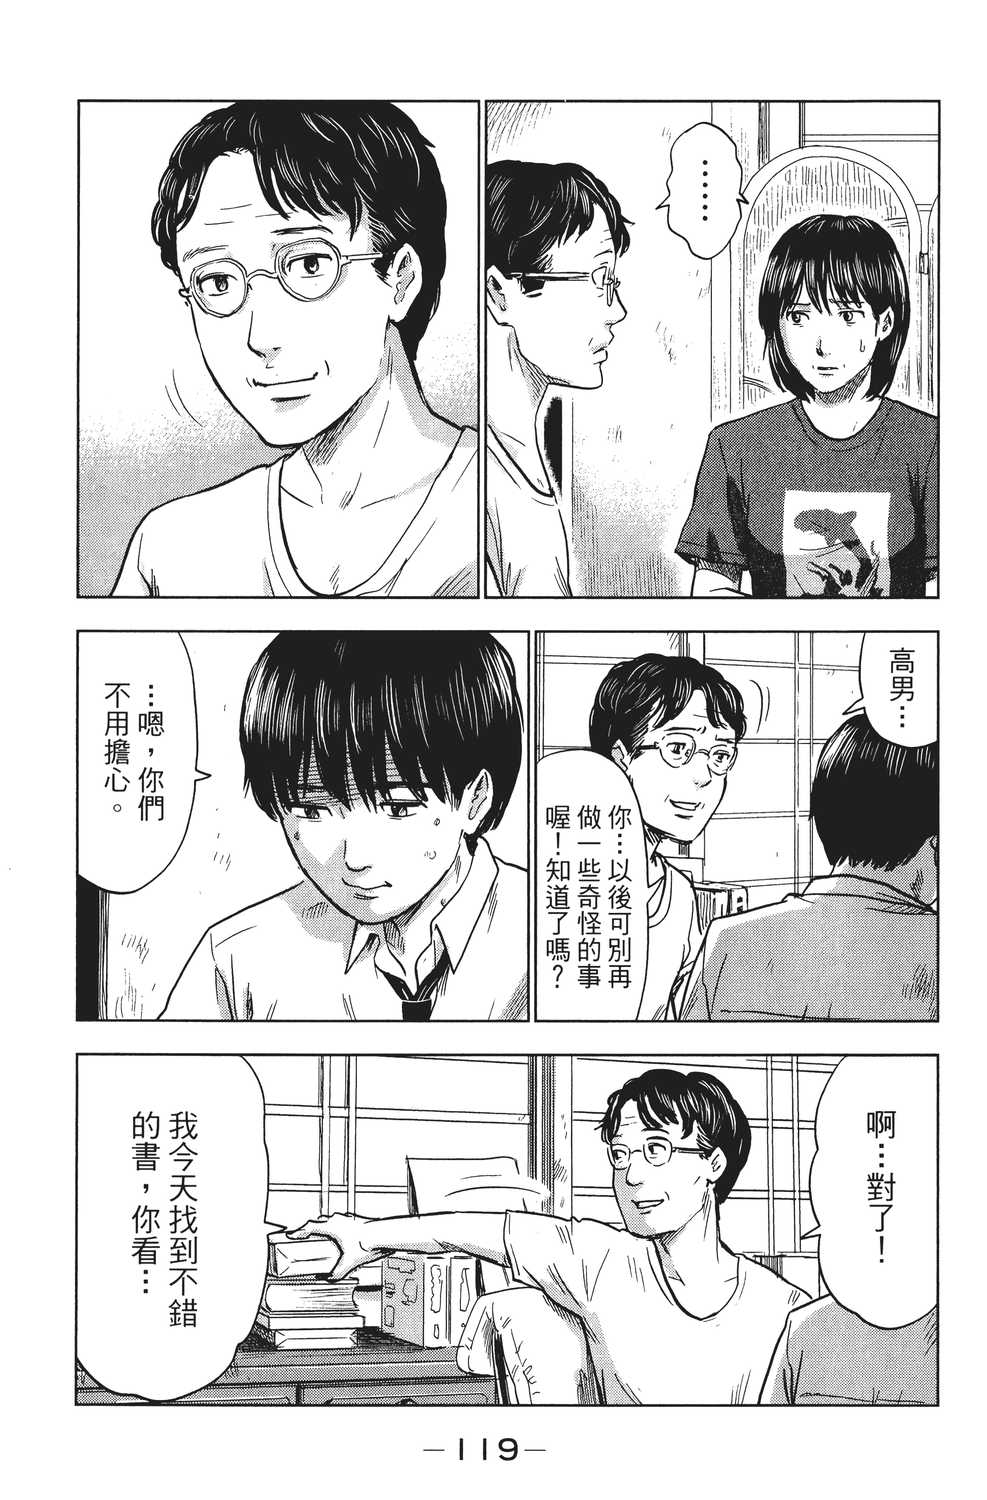 ……
高男…
你…以後可別再
做一些奇怪的事
喔！知道了嗎？
…嗯，你們
不用擔心。
啊…對了！
我今天找到不錯
的書，你看…
—119—